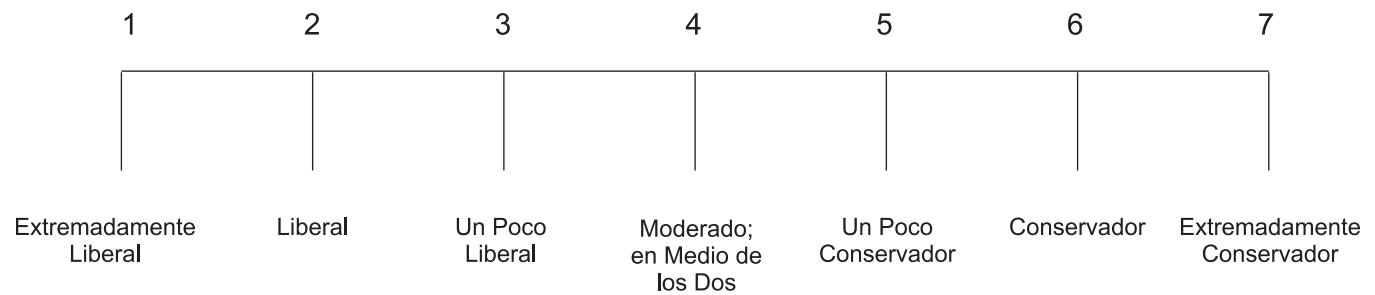 1 2 3 4 5 6 7
Extremadamente
Liberal
Liberal
Un Poco
Liberal
Moderado;
en Medio de
los Dos
Un Poco
Conservador
Conservador
Extremadamente
Conservador